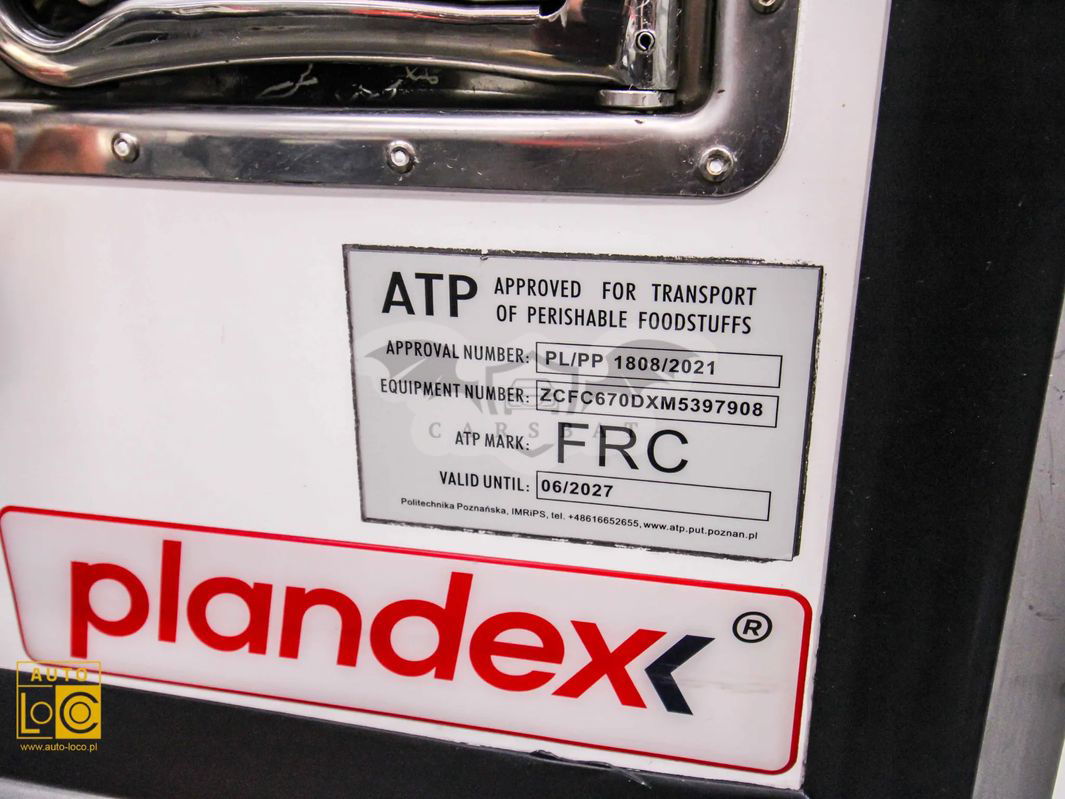 ATP APPROVED FOR TRANSPORT
OF PERISHABLE FOODSTUFFS
APPROVAL NUMBER: PL/PP 1808/2021
EQUIPMENT NUMBER: ZCFC670DXM5397908
CARSBAT
ATP MARK: FRC
VALID UNTIL: 06/2027
Politechnika Poznańska, IMRiPS, tel. +48616652655, www.atp.put.poznan.pl
plandex ®
AUTO
LOCO
www.auto-loco.pl